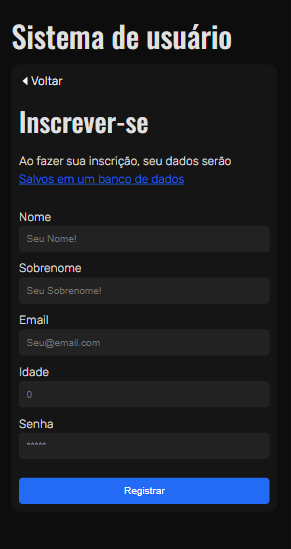 Sistema de usuário
Voltar
Inscrever-se
Ao fazer sua inscrição, seu dados serão
Salvos em um banco de dados
Nome
Seu Nome!
Sobrenome
Seu Sobrenome!
Email
Seu@email.com
Idade
0
Senha
*****
Registrar